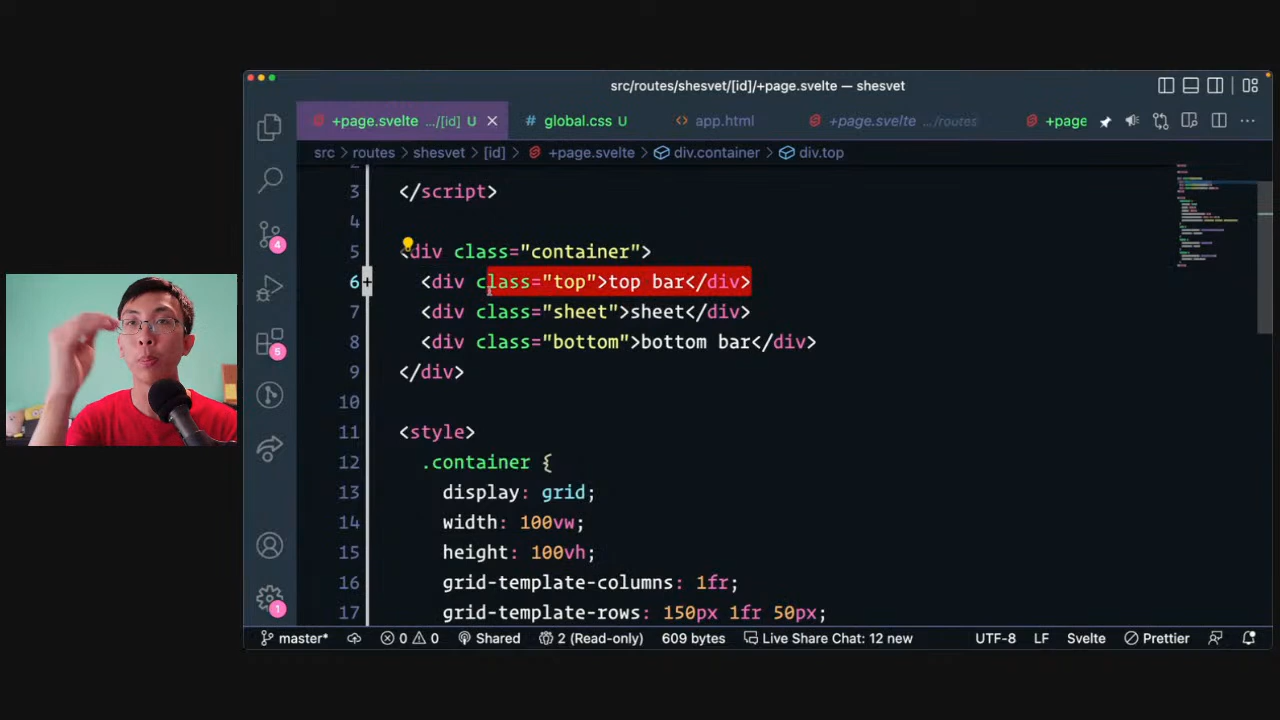 src/routes/shesvet/[id]/+page.svelte — shesvet
+page.svelte .../[id] U
# global.css U
<> app.html
+page.svelte .../routes
+page
src > routes > shesvet > [id] > +page.svelte > div.container > div.top
2
3 </script>
4
5 <div class="container">
6 <div class="top">top bar</div>
7 <div class="sheet">sheet</div>
8 <div class="bottom">bottom bar</div>
9 </div>
10
11 <style>
12 .container {
13 display: grid;
14 width: 100vw;
15 height: 100vh;
16 grid-template-columns: 1fr;
17 grid-template-rows: 150px 1fr 50px;
4
5
1
master* 0 0 Shared 2 (Read-only) 609 bytes Live Share Chat: 12 new UTF-8 LF Svelte Prettier